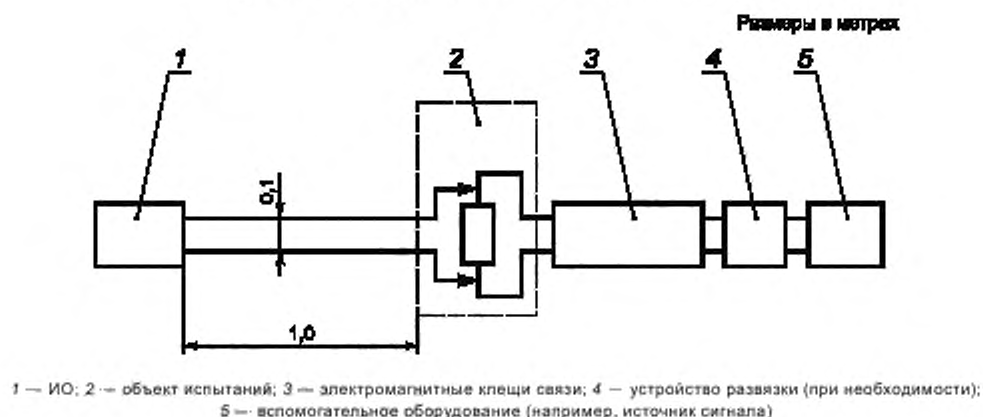 Размеры в метрах
1 2 3 4 5
0,1
1,0
1 — ИО; 2 — объект испытаний; 3 — электромагнитные клещи связи; 4 — устройство развязки (при необходимости);
5 — вспомогательное оборудование (например, источник сигнала)